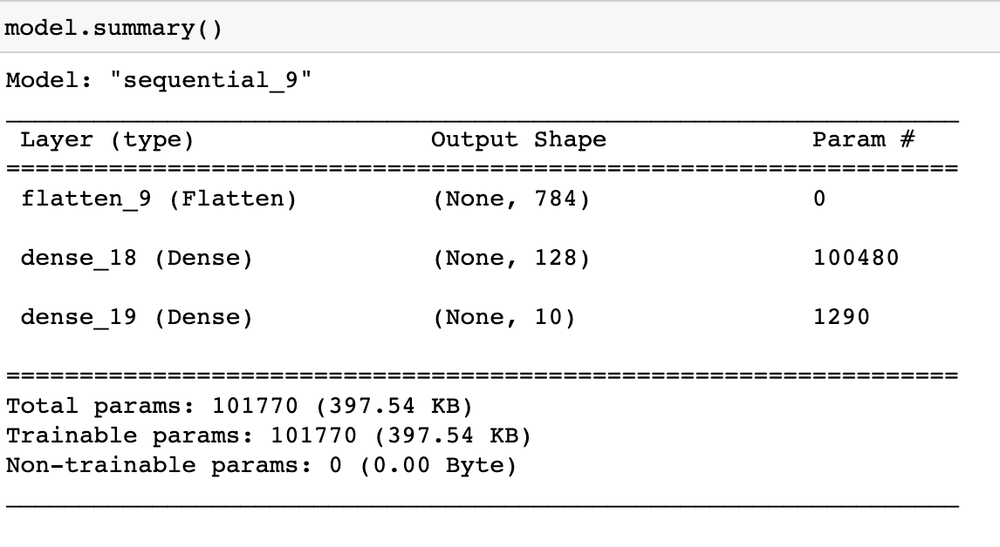 model.summary()
Model: "sequential_9"
Layer (type) Output Shape Param #
=================================================================
flatten_9 (Flatten) (None, 784) 0
dense_18 (Dense) (None, 128) 100480
dense_19 (Dense) (None, 10) 1290
=================================================================
Total params: 101770 (397.54 KB)
Trainable params: 101770 (397.54 KB)
Non-trainable params: 0 (0.00 Byte)